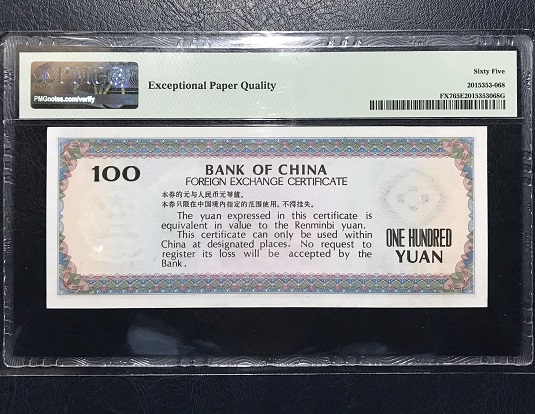 PMG
PMGnotes.com/verify
Exceptional Paper Quality
Sixty Five
2015353-068
FX765E2015353068G
100
BANK OF CHINA
FOREIGN EXCHANGE CERTIFICATE
本券的元与人民币元等值。
本券只限在中国境内指定的范围使用，不得挂失。
The yuan expressed in this certificate is
equivalent in value to the Renminbi yuan.
This certificate can only be used within
China at designated places. No request to
register its loss will be accepted by the
Bank.
ONE HUNDRED
YUAN